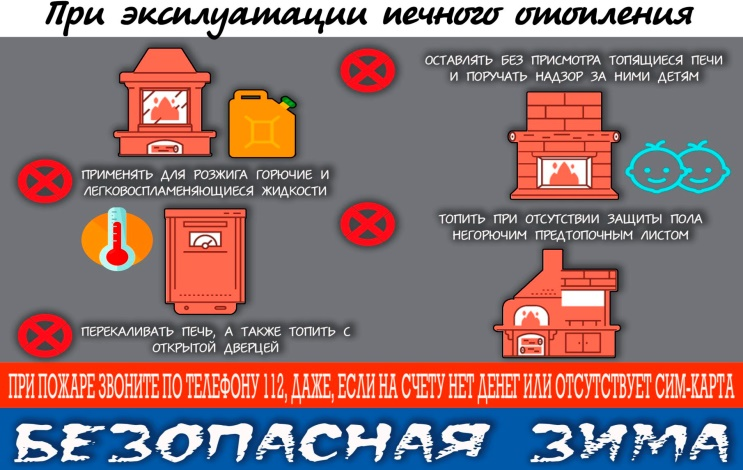 При эксплуатации печного отопления
ОСТАВЛЯТЬ БЕЗ ПРИСМОТРА ТОПЯЩИЕСЯ ПЕЧИ
И ПОРУЧАТЬ НАДЗОР ЗА НИМИ ДЕТЯМ
ПРИМЕНЯТЬ ДЛЯ РОЗЖИГА ГОРЮЧИЕ И
ЛЕГКОВОСПЛАМЕНЯЮЩИЕСЯ ЖИДКОСТИ
ТОПИТЬ ПРИ ОТСУТСТВИИ ЗАЩИТЫ ПОЛА
НЕГОРЮЧИМ ПРЕДТОПОЧНЫМ ЛИСТОМ
ПЕРЕКАЛИВАТЬ ПЕЧЬ, А ТАКЖЕ ТОПИТЬ С
ОТКРЫТОЙ ДВЕРЦЕЙ
ПРИ ПОЖАРЕ ЗВОНИТЕ ПО ТЕЛЕФОНУ 112, ДАЖЕ, ЕСЛИ НА СЧЕТУ НЕТ ДЕНЕГ ИЛИ ОТСУТСТВУЕТ СИМ-КАРТА
БЕЗОПАСНАЯ ЗИМА